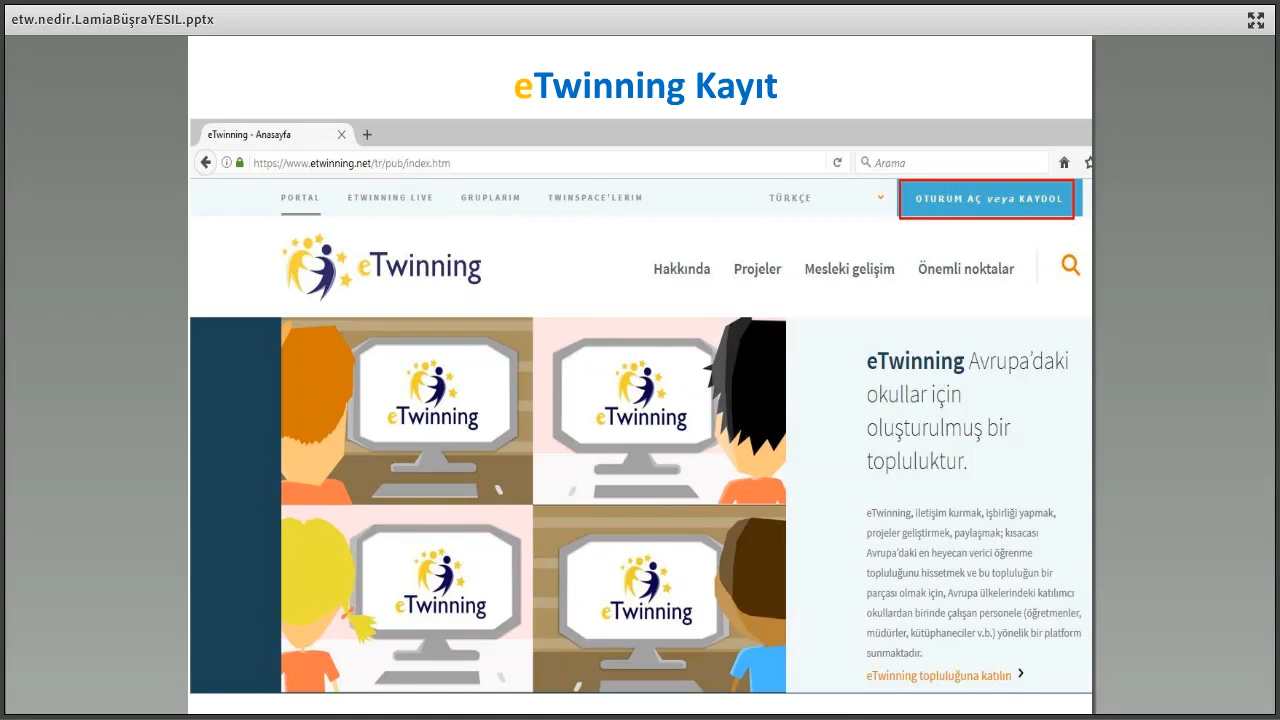 etw.nedir.LamiaBüşraYESIL.pptx
eTwinning Kayıt
eTwinning - Anasayfa
https://www.etwinning.net/tr/pub/index.htm
Arama
PORTAL ETWINNING LIVE GRUPLARIM TWINSPACE'LERIM TÜRKÇE OTURUM AÇ veya KAYDOL
eTwinning
Hakkında Projeler Mesleki gelişim Önemli noktalar
eTwinning
eTwinning
eTwinning
eTwinning
eTwinning Avrupa'daki
okullar için
oluşturulmuş bir
topluluktur.
eTwinning, iletişim kurmak, işbirliği yapmak,
projeler geliştirmek, paylaşmak; kısacası
Avrupa'daki en heyecan verici öğrenme
topluluğunu hissetmek ve bu topluluğun bir
parçası olmak için, Avrupa ülkelerindeki katılımcı
okullardan birinde çalışan personele (öğretmenler,
müdürler, kütüphaneciler v.b.) yönelik bir platform
sunmaktadır.
eTwinning topluluğuna katılın